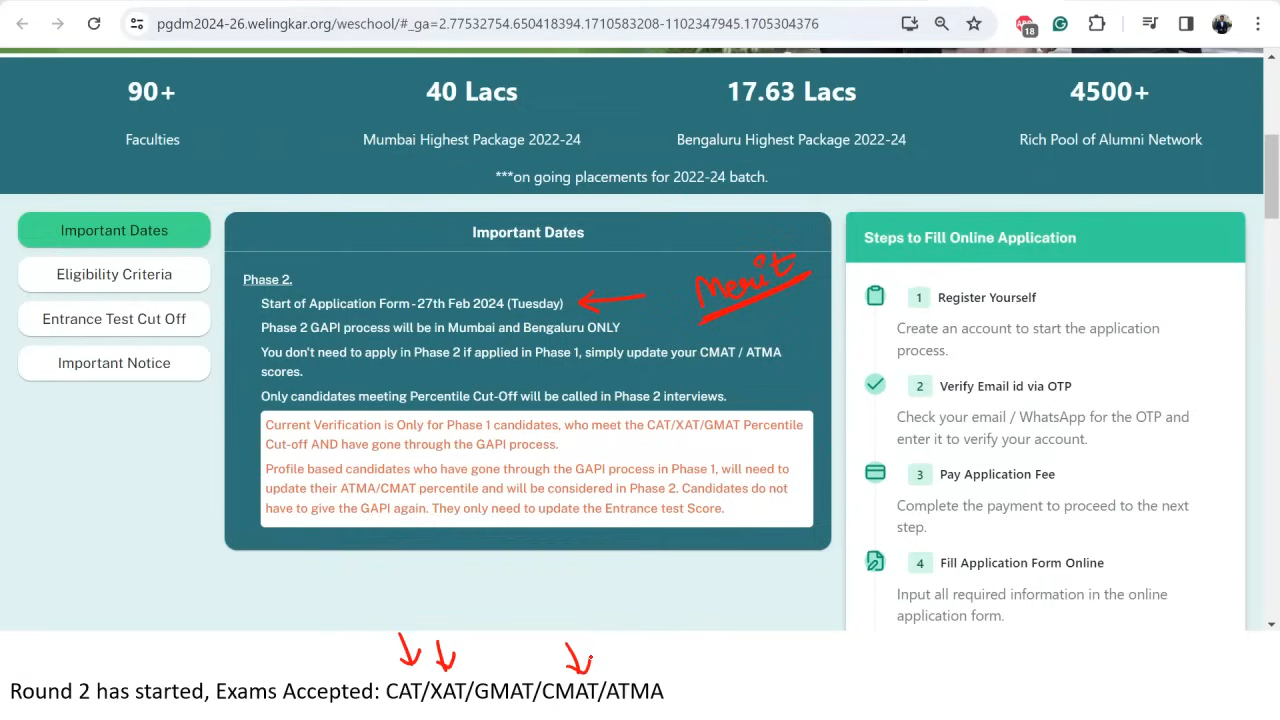 pgdm2024-26.welingkar.org/weschool/#_ga=2.77532754.650418394.1710583208-1102347945.1705304376
18
90+
40 Lacs
17.63 Lacs
4500+
Faculties
Mumbai Highest Package 2022-24
Bengaluru Highest Package 2022-24
Rich Pool of Alumni Network
***on going placements for 2022-24 batch.
Important Dates
Eligibility Criteria
Entrance Test Cut Off
Important Notice
Important Dates
Phase 2.
Start of Application Form - 27th Feb 2024 (Tuesday)
Merit
Phase 2 GAPI process will be in Mumbai and Bengaluru ONLY
You don't need to apply in Phase 2 if applied in Phase 1, simply update your CMAT / ATMA
scores.
Only candidates meeting Percentile Cut-Off will be called in Phase 2 interviews.
Current Verification is Only for Phase 1 candidates, who meet the CAT/XAT/GMAT Percentile
Cut-off AND have gone through the GAPI process.
Profile based candidates who have gone through the GAPI process in Phase 1, will need to
update their ATMA/CMAT percentile and will be considered in Phase 2. Candidates do not
have to give the GAPI again. They only need to update the Entrance test Score.
Steps to Fill Online Application
1 Register Yourself
Create an account to start the application
process.
2 Verify Email id via OTP
Check your email / WhatsApp for the OTP and
enter it to verify your account.
3 Pay Application Fee
Complete the payment to proceed to the next
step.
4 Fill Application Form Online
Input all required information in the online
application form.
Round 2 has started, Exams Accepted: CAT/XAT/GMAT/CMAT/ATMA